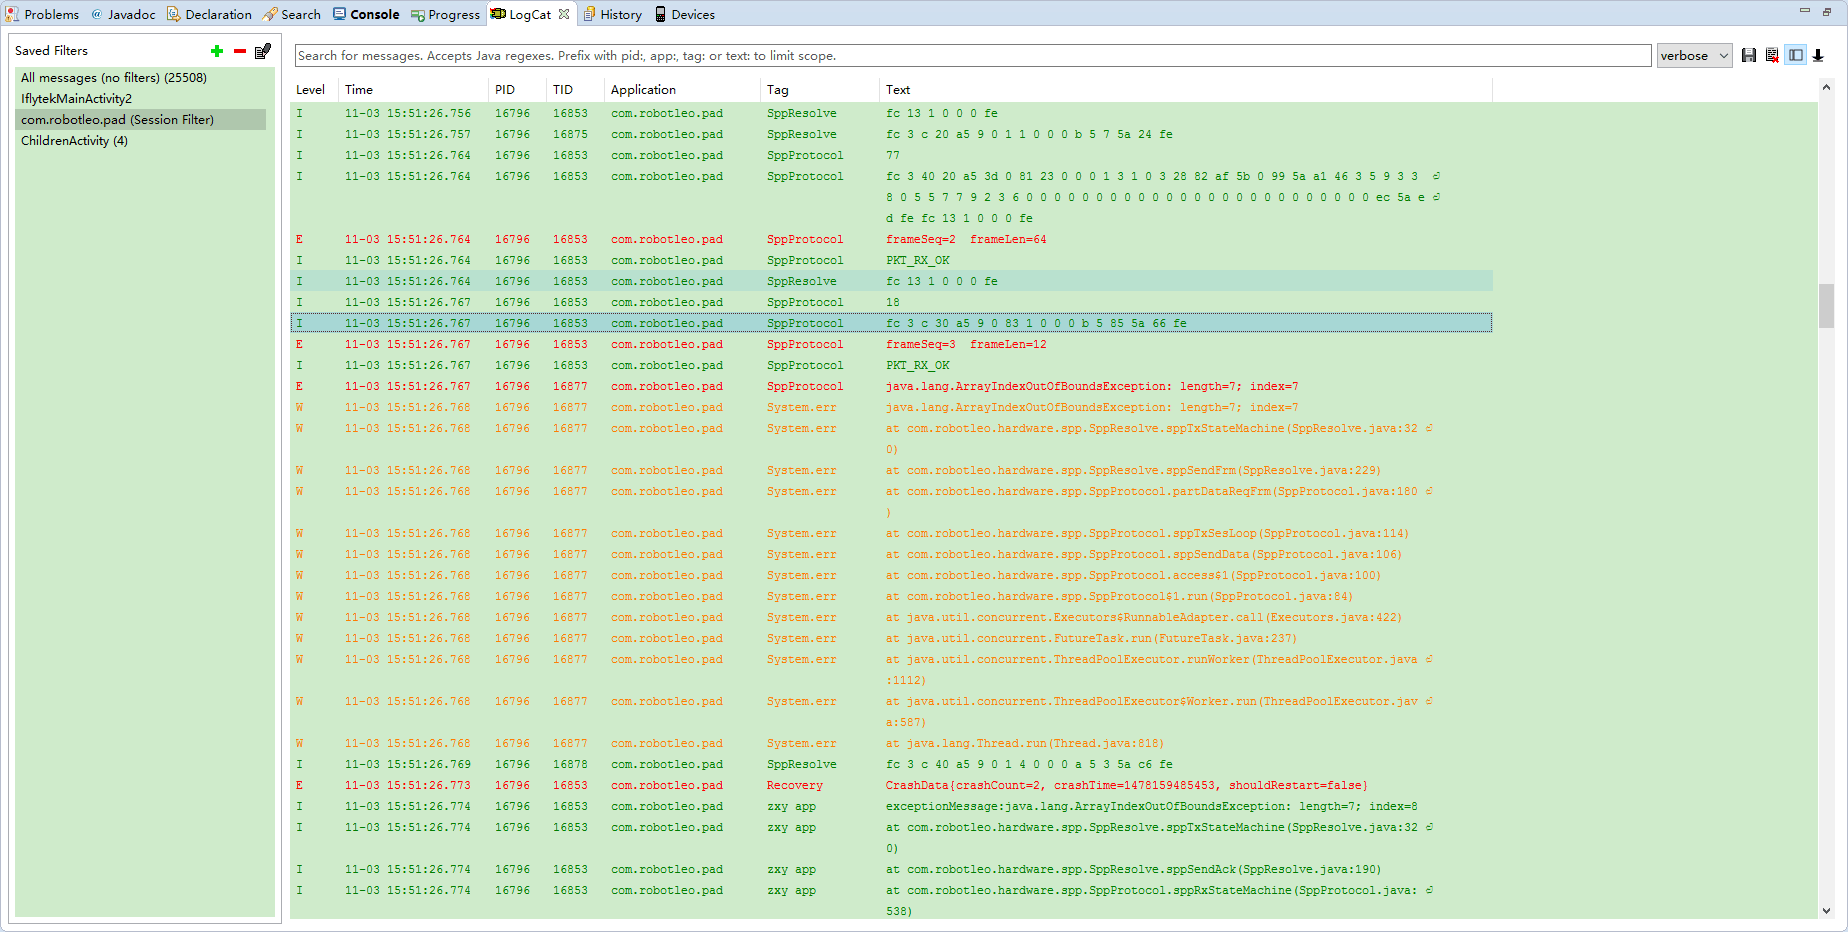 Problems @ Javadoc Declaration Search Console Progress LogCat History Devices
Saved Filters
All messages (no filters) (25508)
IflytekMainActivity2
com.robotleo.pad (Session Filter)
ChildrenActivity (4)
Search for messages. Accepts Java regexes. Prefix with pid:, app:, tag: or text: to limit scope. verbose
Level Time PID TID Application Tag Text
I 11-03 15:51:26.756 16796 16853 com.robotleo.pad SppResolve fc 13 1 0 0 0 fe
I 11-03 15:51:26.757 16796 16875 com.robotleo.pad SppResolve fc 3 c 20 a5 9 0 1 1 0 0 0 b 5 7 5a 24 fe
I 11-03 15:51:26.764 16796 16853 com.robotleo.pad SppProtocol 77
I 11-03 15:51:26.764 16796 16853 com.robotleo.pad SppProtocol fc 3 40 20 a5 3d 0 81 23 0 0 0 1 3 1 0 3 28 82 af 5b 0 99 5a a1 46 3 5 9 3 3
8 0 5 5 7 7 9 2 3 6 0 0 0 0 0 0 0 0 0 0 0 0 0 0 0 0 0 0 0 0 0 0 0 0 0 ec 5a e
d fe fc 13 1 0 0 0 fe
E 11-03 15:51:26.764 16796 16853 com.robotleo.pad SppProtocol frameSeq=2 frameLen=64
I 11-03 15:51:26.764 16796 16853 com.robotleo.pad SppProtocol PKT_RX_OK
I 11-03 15:51:26.764 16796 16853 com.robotleo.pad SppResolve fc 13 1 0 0 0 fe
I 11-03 15:51:26.767 16796 16853 com.robotleo.pad SppProtocol 18
I 11-03 15:51:26.767 16796 16853 com.robotleo.pad SppProtocol fc 3 c 30 a5 9 0 83 1 0 0 0 b 5 85 5a 66 fe
E 11-03 15:51:26.767 16796 16853 com.robotleo.pad SppProtocol frameSeq=3 frameLen=12
I 11-03 15:51:26.767 16796 16853 com.robotleo.pad SppProtocol PKT_RX_OK
E 11-03 15:51:26.767 16796 16877 com.robotleo.pad SppProtocol java.lang.ArrayIndexOutOfBoundsException: length=7; index=7
W 11-03 15:51:26.768 16796 16877 com.robotleo.pad System.err java.lang.ArrayIndexOutOfBoundsException: length=7; index=7
W 11-03 15:51:26.768 16796 16877 com.robotleo.pad System.err at com.robotleo.hardware.spp.SppResolve.sppTxStateMachine(SppResolve.java:32
0)
W 11-03 15:51:26.768 16796 16877 com.robotleo.pad System.err at com.robotleo.hardware.spp.SppResolve.sppSendFrm(SppResolve.java:229)
W 11-03 15:51:26.768 16796 16877 com.robotleo.pad System.err at com.robotleo.hardware.spp.SppProtocol.partDataReqFrm(SppProtocol.java:180
)
W 11-03 15:51:26.768 16796 16877 com.robotleo.pad System.err at com.robotleo.hardware.spp.SppProtocol.sppTxSesLoop(SppProtocol.java:114)
W 11-03 15:51:26.768 16796 16877 com.robotleo.pad System.err at com.robotleo.hardware.spp.SppProtocol.sppSendData(SppProtocol.java:106)
W 11-03 15:51:26.768 16796 16877 com.robotleo.pad System.err at com.robotleo.hardware.spp.SppProtocol.access$1(SppProtocol.java:100)
W 11-03 15:51:26.768 16796 16877 com.robotleo.pad System.err at com.robotleo.hardware.spp.SppProtocol$1.run(SppProtocol.java:84)
W 11-03 15:51:26.768 16796 16877 com.robotleo.pad System.err at java.util.concurrent.Executors$RunnableAdapter.call(Executors.java:422)
W 11-03 15:51:26.768 16796 16877 com.robotleo.pad System.err at java.util.concurrent.FutureTask.run(FutureTask.java:237)
W 11-03 15:51:26.768 16796 16877 com.robotleo.pad System.err at java.util.concurrent.ThreadPoolExecutor.runWorker(ThreadPoolExecutor.java
:1112)
W 11-03 15:51:26.768 16796 16877 com.robotleo.pad System.err at java.util.concurrent.ThreadPoolExecutor$Worker.run(ThreadPoolExecutor.jav
a:587)
W 11-03 15:51:26.768 16796 16877 com.robotleo.pad System.err at java.lang.Thread.run(Thread.java:818)
I 11-03 15:51:26.769 16796 16878 com.robotleo.pad SppResolve fc 3 c 40 a5 9 0 1 4 0 0 0 a 5 3 5a c6 fe
E 11-03 15:51:26.773 16796 16853 com.robotleo.pad Recovery CrashData{crashCount=2, crashTime=1478159485453, shouldRestart=false}
I 11-03 15:51:26.774 16796 16853 com.robotleo.pad zxy app exceptionMessage:java.lang.ArrayIndexOutOfBoundsException: length=7; index=8
I 11-03 15:51:26.774 16796 16853 com.robotleo.pad zxy app at com.robotleo.hardware.spp.SppResolve.sppTxStateMachine(SppResolve.java:32
0)
I 11-03 15:51:26.774 16796 16853 com.robotleo.pad zxy app at com.robotleo.hardware.spp.SppResolve.sppSendAck(SppResolve.java:190)
I 11-03 15:51:26.774 16796 16853 com.robotleo.pad zxy app at com.robotleo.hardware.spp.SppProtocol.sppRxStateMachine(SppProtocol.java:
538)